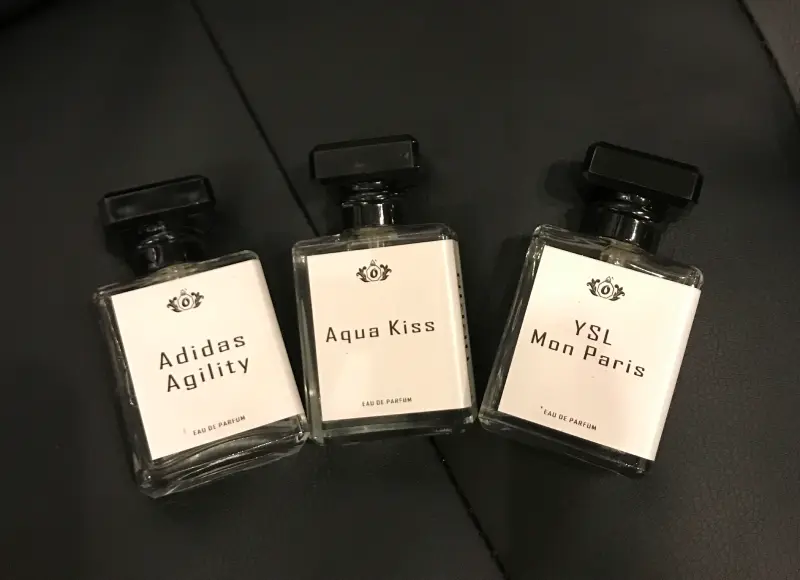 Adidas
Agility
EAU DE PARFUM
Aqua Kiss
EAU DE PARFUM
YSL
Mon Paris
EAU DE PARFUM